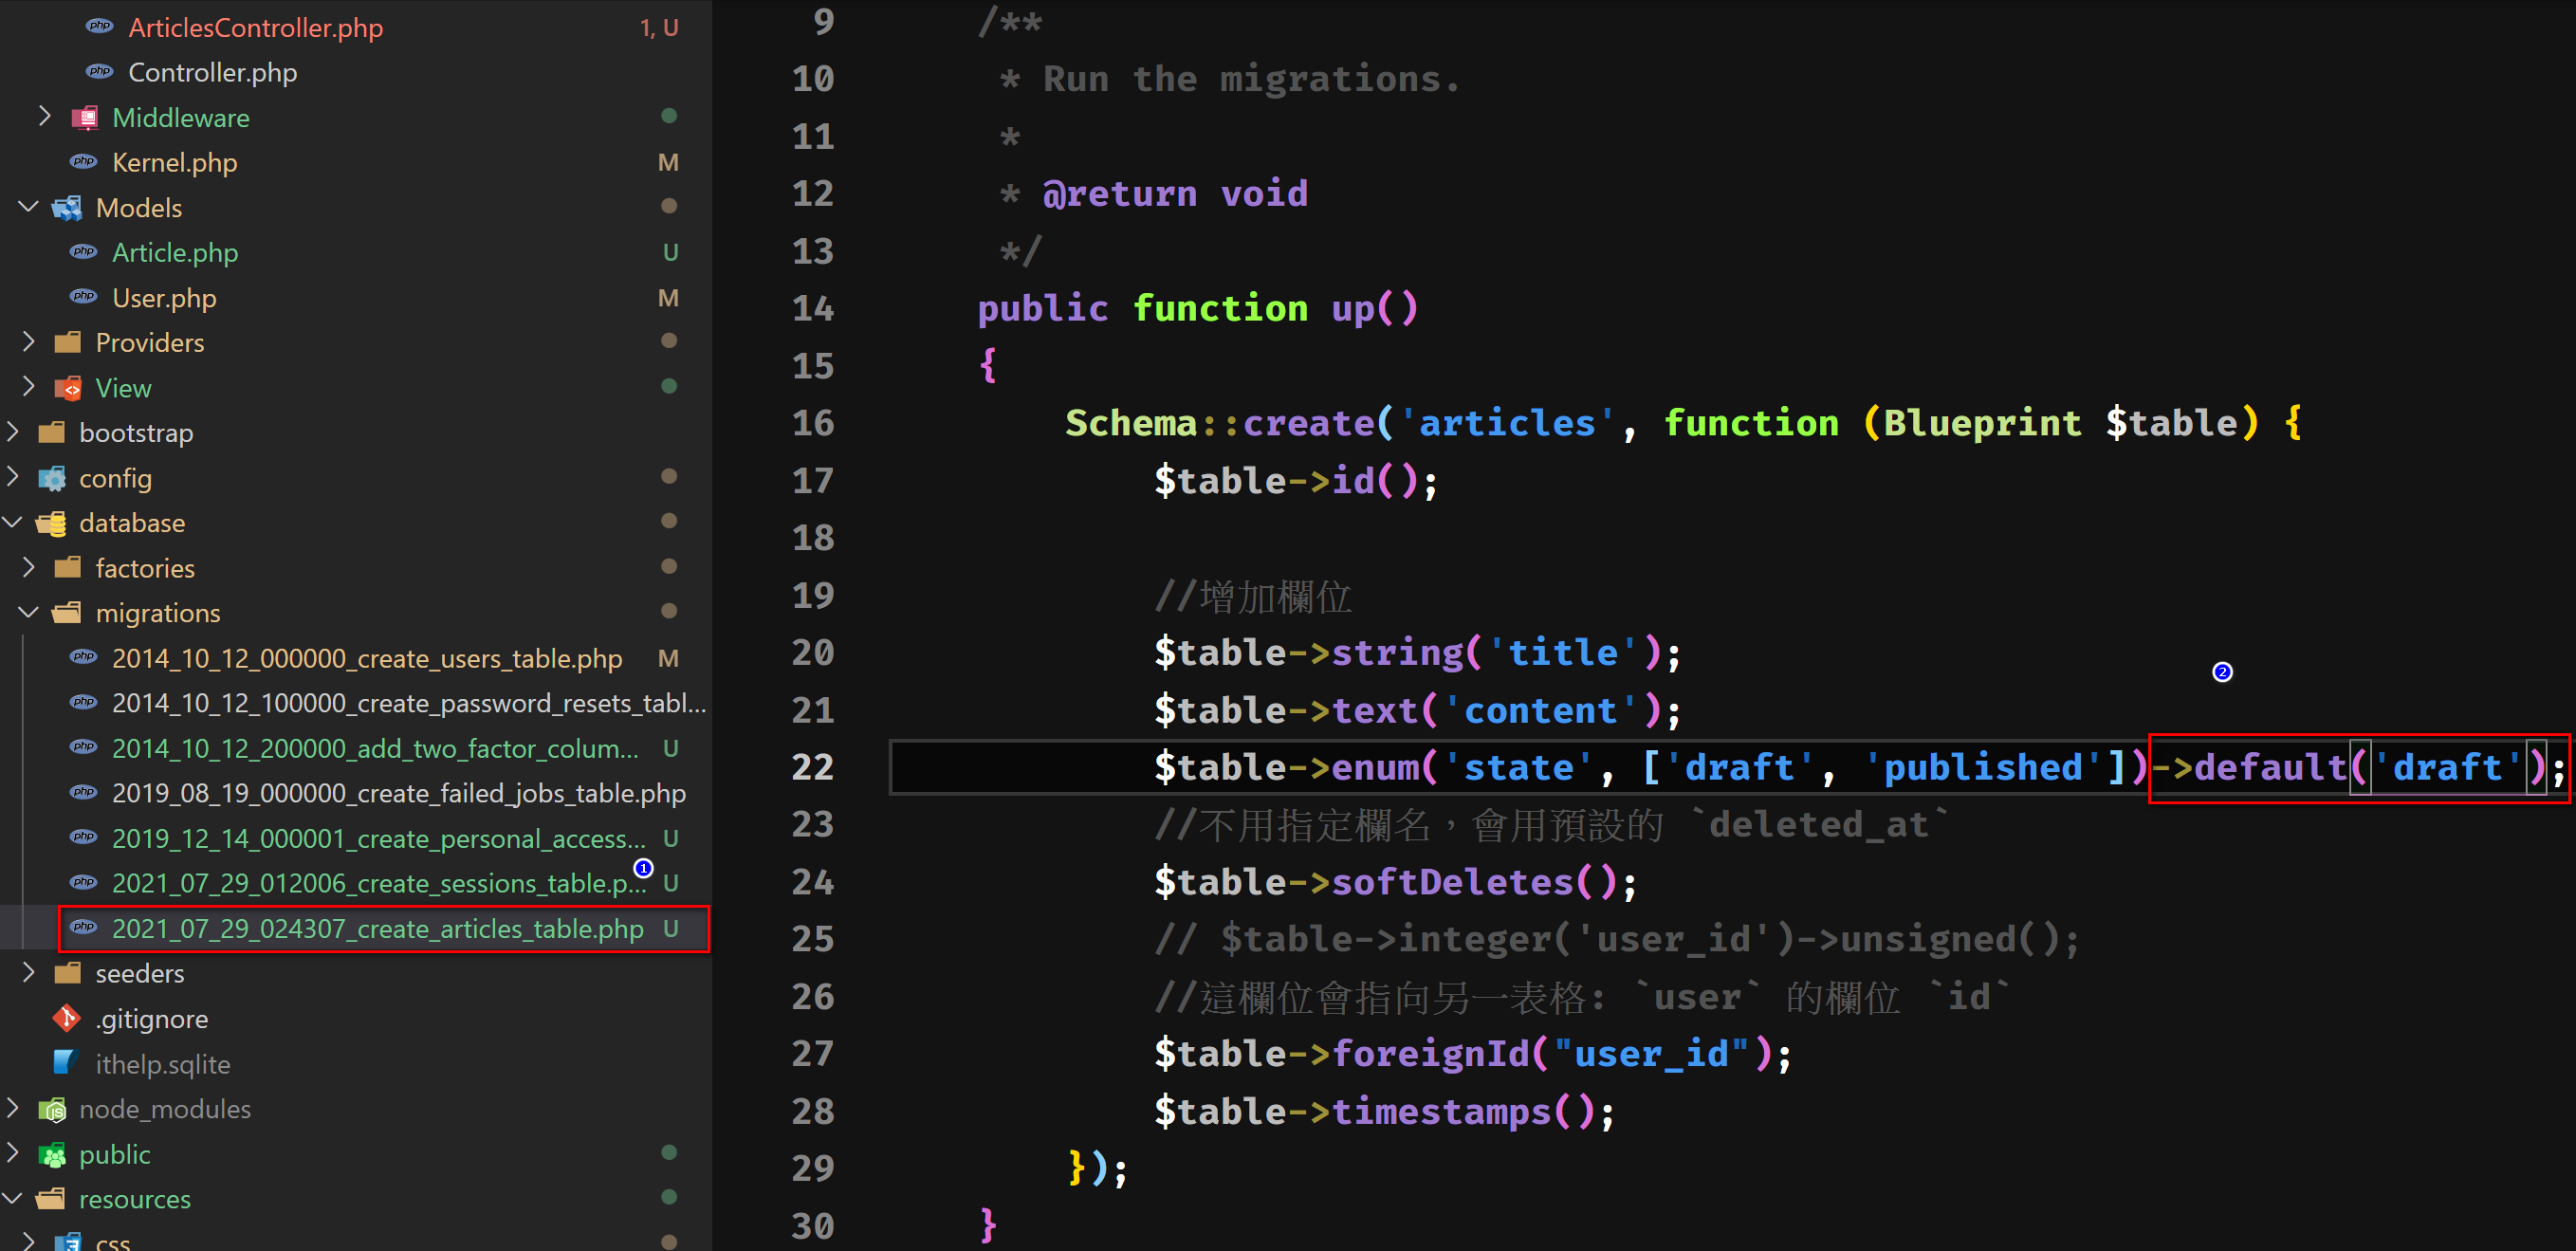 ArticlesController.php 1, U
Controller.php
Middleware
Kernel.php M
Models
Article.php U
User.php M
Providers
View
bootstrap
config
database
factories
migrations
2014_10_12_000000_create_users_table.php M
2014_10_12_100000_create_password_resets_tabl...
2014_10_12_200000_add_two_factor_colum... U
2019_08_19_000000_create_failed_jobs_table.php
2019_12_14_000001_create_personal_access... U
1
2021_07_29_012006_create_sessions_table.p... U
2021_07_29_024307_create_articles_table.php U
seeders
.gitignore
ithelp.sqlite
node_modules
public
resources
css
9 /**
10 * Run the migrations.
11 *
12 * @return void
13 */
14 public function up()
15 {
16 Schema::create('articles', function (Blueprint $table) {
17 $table->id();
18
19 //增加欄位
20 $table->string('title');
2
21 $table->text('content');
22 $table->enum('state', ['draft', 'published'])->default('draft');
23 //不用指定欄名，會用預設的 `deleted_at`
24 $table->softDeletes();
25 // $table->integer('user_id')->unsigned();
26 //這欄位會指向另一表格: `user` 的欄位 `id`
27 $table->foreignId("user_id");
28 $table->timestamps();
29 });
30 }